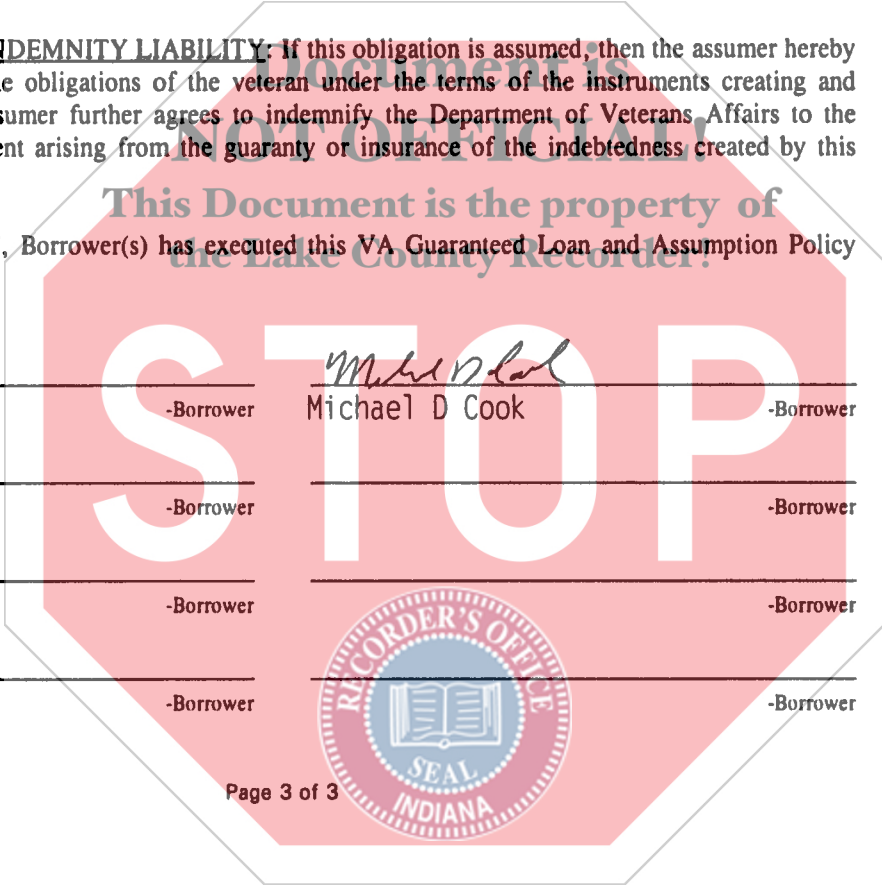 NDEMNITY LIABILITY: If this obligation is assumed, then the assumer hereby
e obligations of the veteran under the terms of the instruments creating and
sumer further agrees to indemnify the Department of Veterans Affairs to the
ent arising from the guaranty or insurance of the indebtedness created by this
Document is
NOT OFFICIAL!
This Document is the property of
the Lake County Recorder!
, Borrower(s) has executed this VA Guaranteed Loan and Assumption Policy
STOP
-Borrower Michael D Cook -Borrower
-Borrower -Borrower
-Borrower -Borrower
-Borrower -Borrower
RECORDER'S OFFICE
SEAL
INDIANA
Page 3 of 3